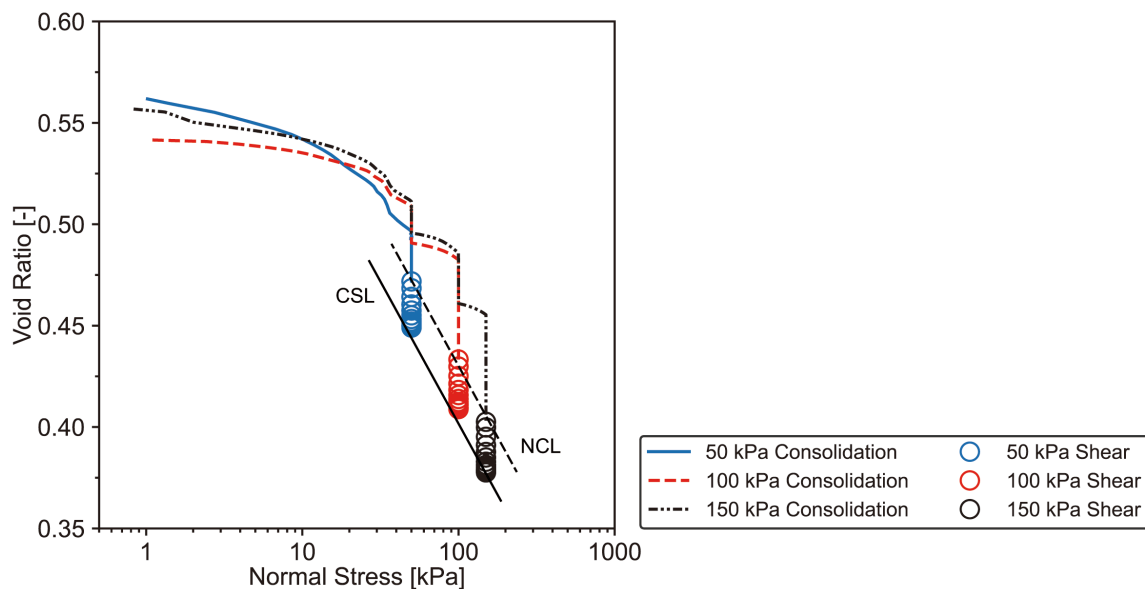 0.60
0.55
0.50
0.45
0.40
0.35
Void Ratio [-]
CSL
NCL
1
10
100
1000
Normal Stress [kPa]
50 kPa Consolidation
50 kPa Shear
100 kPa Consolidation
100 kPa Shear
150 kPa Consolidation
150 kPa Shear